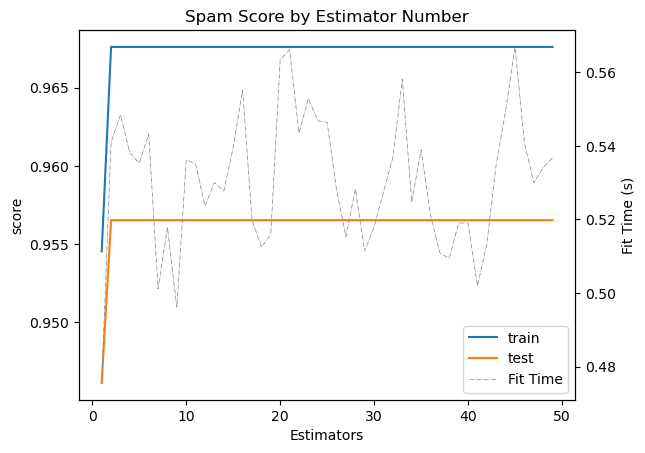 Spam Score by Estimator Number
score
0.965
0.960
0.955
0.950
0.56
0.54
0.52
0.50
0.48
Fit Time (s)
train
test
Fit Time
0 10 20 30 40 50
Estimators